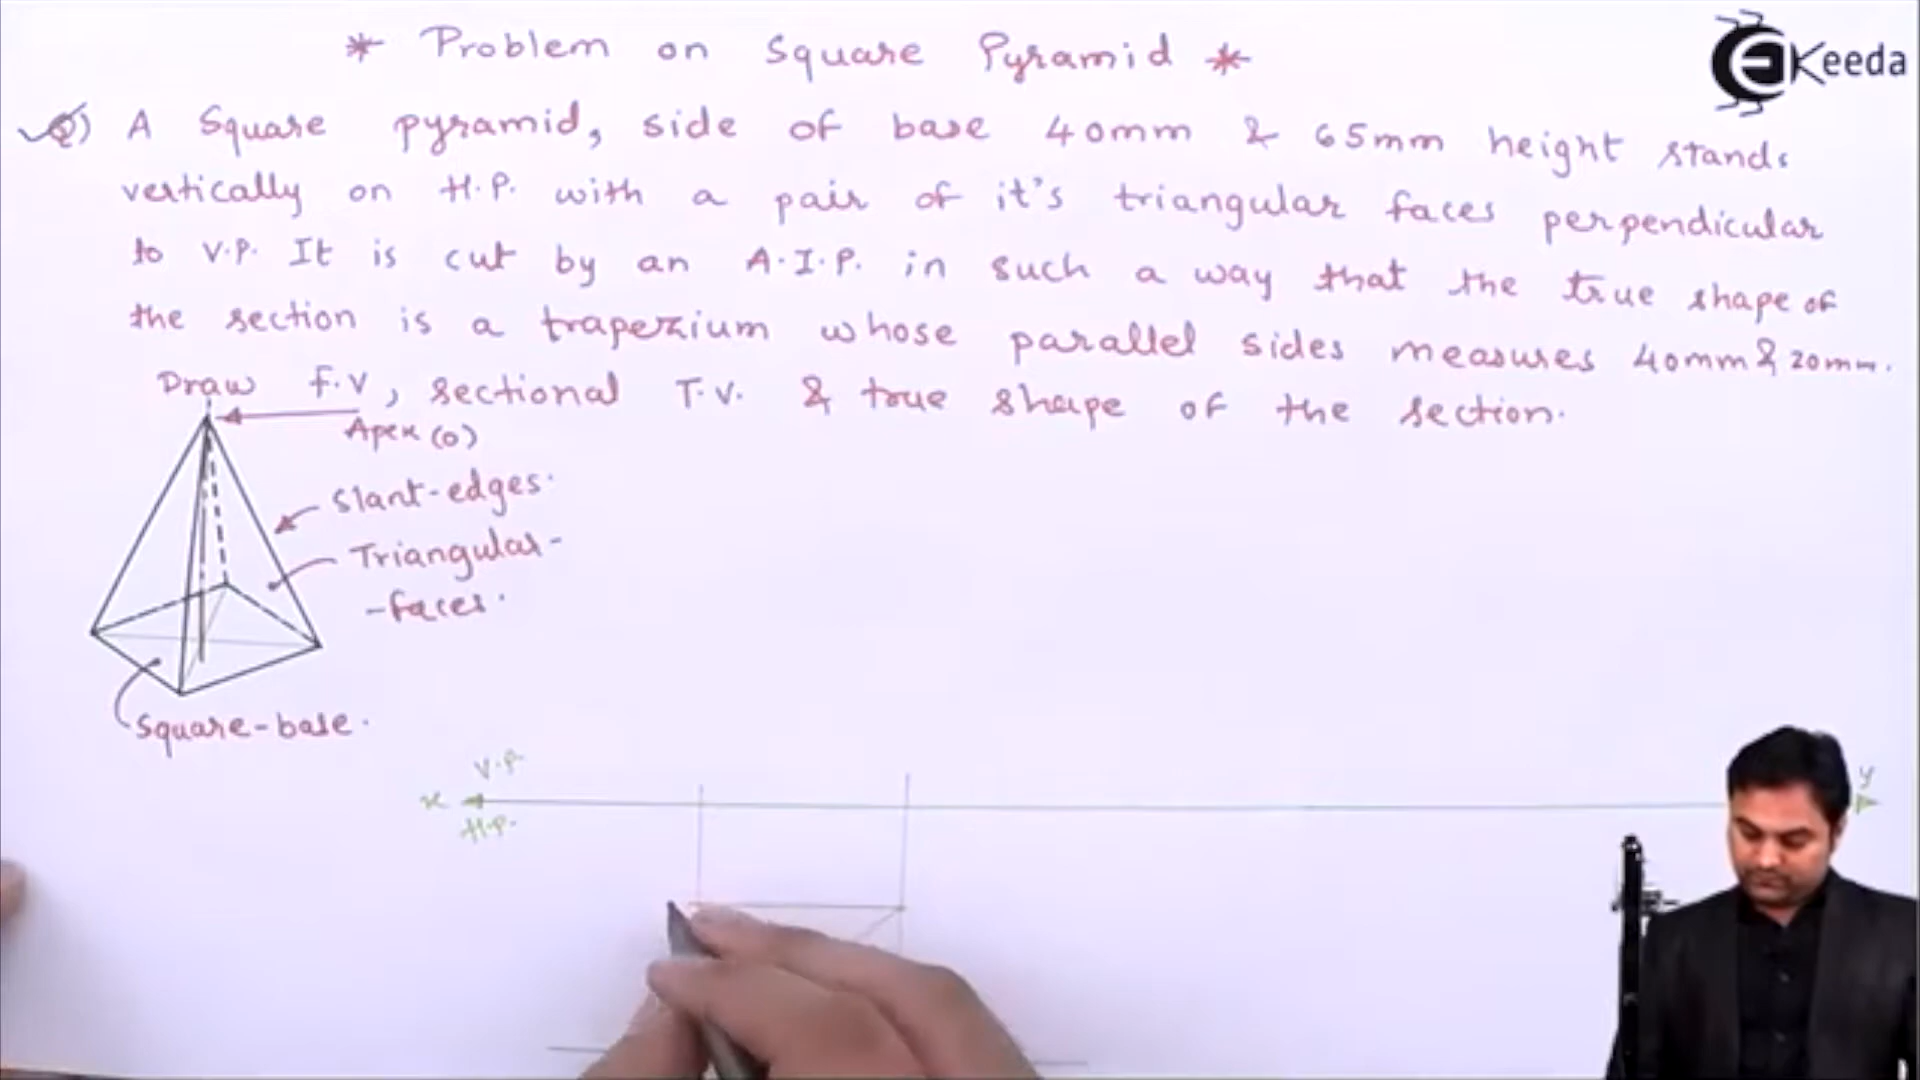 * Problem on Square Pyramid *
Keeda
Q) A Square pyramid, side of base 40mm & 65mm height stands
vertically on H.P. with a pair of it's triangular faces perpendicular
to V.P. It is cut by an A.I.P. in such a way that the true shape of
the section is a trapezium whose parallel sides measures 40mm & 20mm.
Draw F.V, sectional T.V. & true shape of the section.
Apex (o)
Slant-edges.
Triangular-
-faces.
Square-base.
V.P
x
y
H.P.